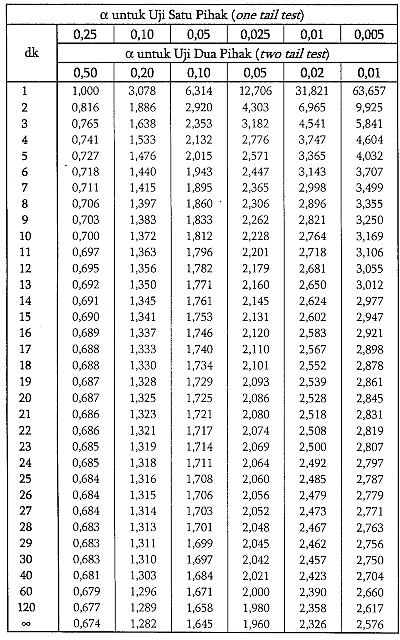 α untuk Uji Satu Pihak (one tail test)
0,25 0,10 0,05 0,025 0,01 0,005
dk α untuk Uji Dua Pihak (two tail test)
0,50 0,20 0,10 0,05 0,02 0,01
1 1,000 3,078 6,314 12,706 31,821 63,657
2 0,816 1,886 2,920 4,303 6,965 9,925
3 0,765 1,638 2,353 3,182 4,541 5,841
4 0,741 1,533 2,132 2,776 3,747 4,604
5 0,727 1,476 2,015 2,571 3,365 4,032
6 0,718 1,440 1,943 2,447 3,143 3,707
7 0,711 1,415 1,895 2,365 2,998 3,499
8 0,706 1,397 1,860 2,306 2,896 3,355
9 0,703 1,383 1,833 2,262 2,821 3,250
10 0,700 1,372 1,812 2,228 2,764 3,169
11 0,697 1,363 1,796 2,201 2,718 3,106
12 0,695 1,356 1,782 2,179 2,681 3,055
13 0,692 1,350 1,771 2,160 2,650 3,012
14 0,691 1,345 1,761 2,145 2,624 2,977
15 0,690 1,341 1,753 2,131 2,602 2,947
16 0,689 1,337 1,746 2,120 2,583 2,921
17 0,688 1,333 1,740 2,110 2,567 2,898
18 0,688 1,330 1,734 2,101 2,552 2,878
19 0,687 1,328 1,729 2,093 2,539 2,861
20 0,687 1,325 1,725 2,086 2,528 2,845
21 0,686 1,323 1,721 2,080 2,518 2,831
22 0,686 1,321 1,717 2,074 2,508 2,819
23 0,685 1,319 1,714 2,069 2,500 2,807
24 0,685 1,318 1,711 2,064 2,492 2,797
25 0,684 1,316 1,708 2,060 2,485 2,787
26 0,684 1,315 1,706 2,056 2,479 2,779
27 0,684 1,314 1,703 2,052 2,473 2,771
28 0,683 1,313 1,701 2,048 2,467 2,763
29 0,683 1,311 1,699 2,045 2,462 2,756
30 0,683 1,310 1,697 2,042 2,457 2,750
40 0,681 1,303 1,684 2,021 2,423 2,704
60 0,679 1,296 1,671 2,000 2,390 2,660
120 0,677 1,289 1,658 1,980 2,358 2,617
∞ 0,674 1,282 1,645 1,960 2,326 2,576